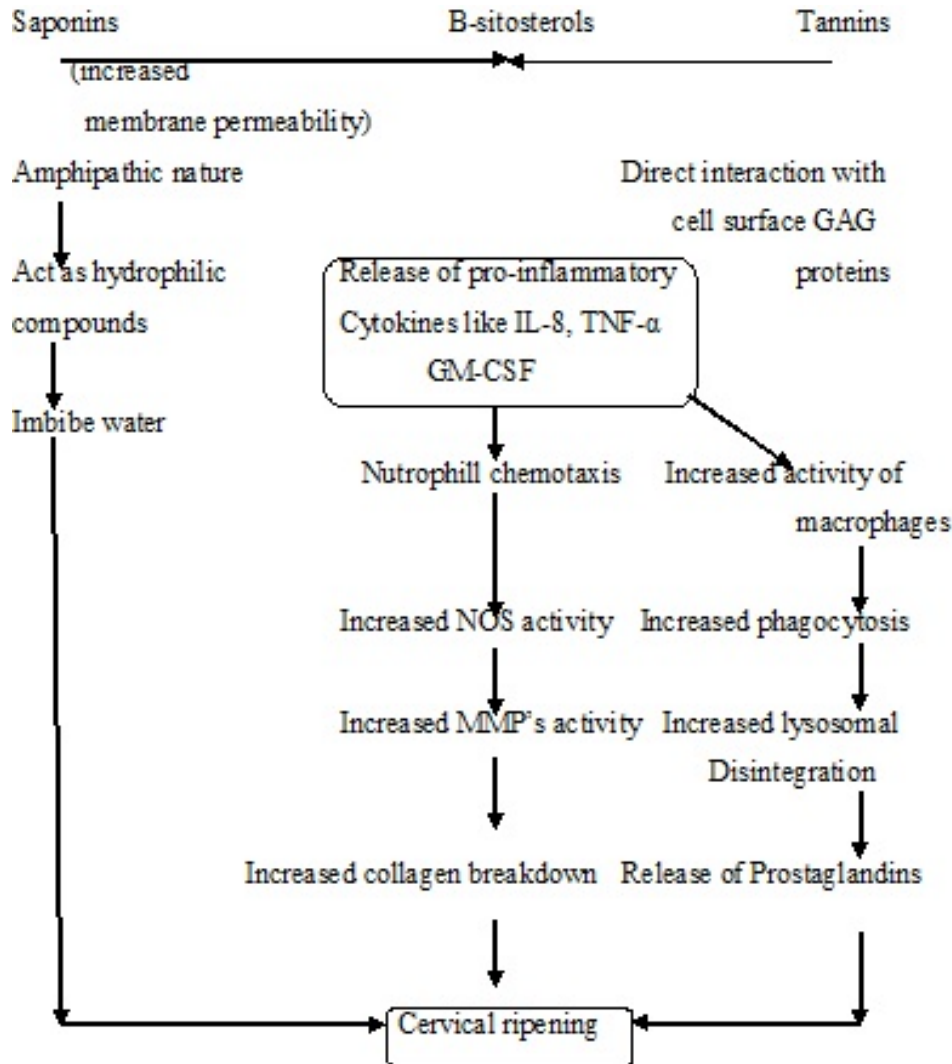 Saponins B-sitosterols Tannins
(increased
membrane permeability)
Amphipathic nature Direct interaction with
cell surface GAG
Act as hydrophilic Release of pro-inflammatory proteins
compounds Cytokines like IL-8, TNF-α
GM-CSF
Imbibe water
Nutrophill chemotaxis Increased activity of
macrophages
Increased NOS activity Increased phagocytosis
Increased MMP's activity Increased lysosomal
Disintegration
Increased collagen breakdown Release of Prostaglandins
Cervical ripening